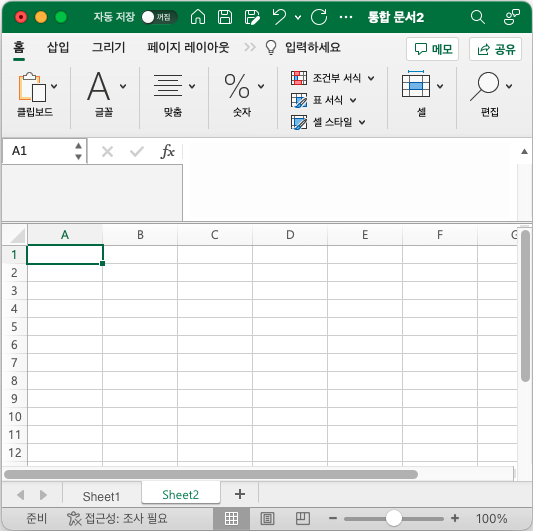 자동 저장 꺼짐 통합 문서2
홈 삽입 그리기 페이지 레이아웃 >> 입력하세요 메모 공유
클립보드 글꼴 맞춤 % 숫자 조건부 서식 표 서식 셀 스타일 셀 편집
A1 fx
A B C D E F G
1
2
3
4
5
6
7
8
9
10
11
12
Sheet1 Sheet2 +
준비 접근성: 조사 필요 − + 100%